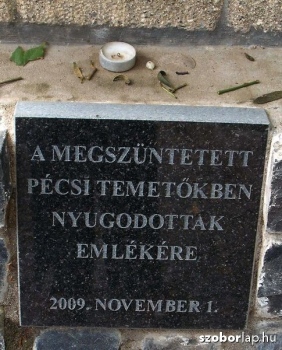 A MEGSZÜNTETETT
PÉCSI TEMETŐKBEN
NYUGODOTTAK
EMLÉKÉRE
2009. NOVEMBER 1.
szoborlap.hu